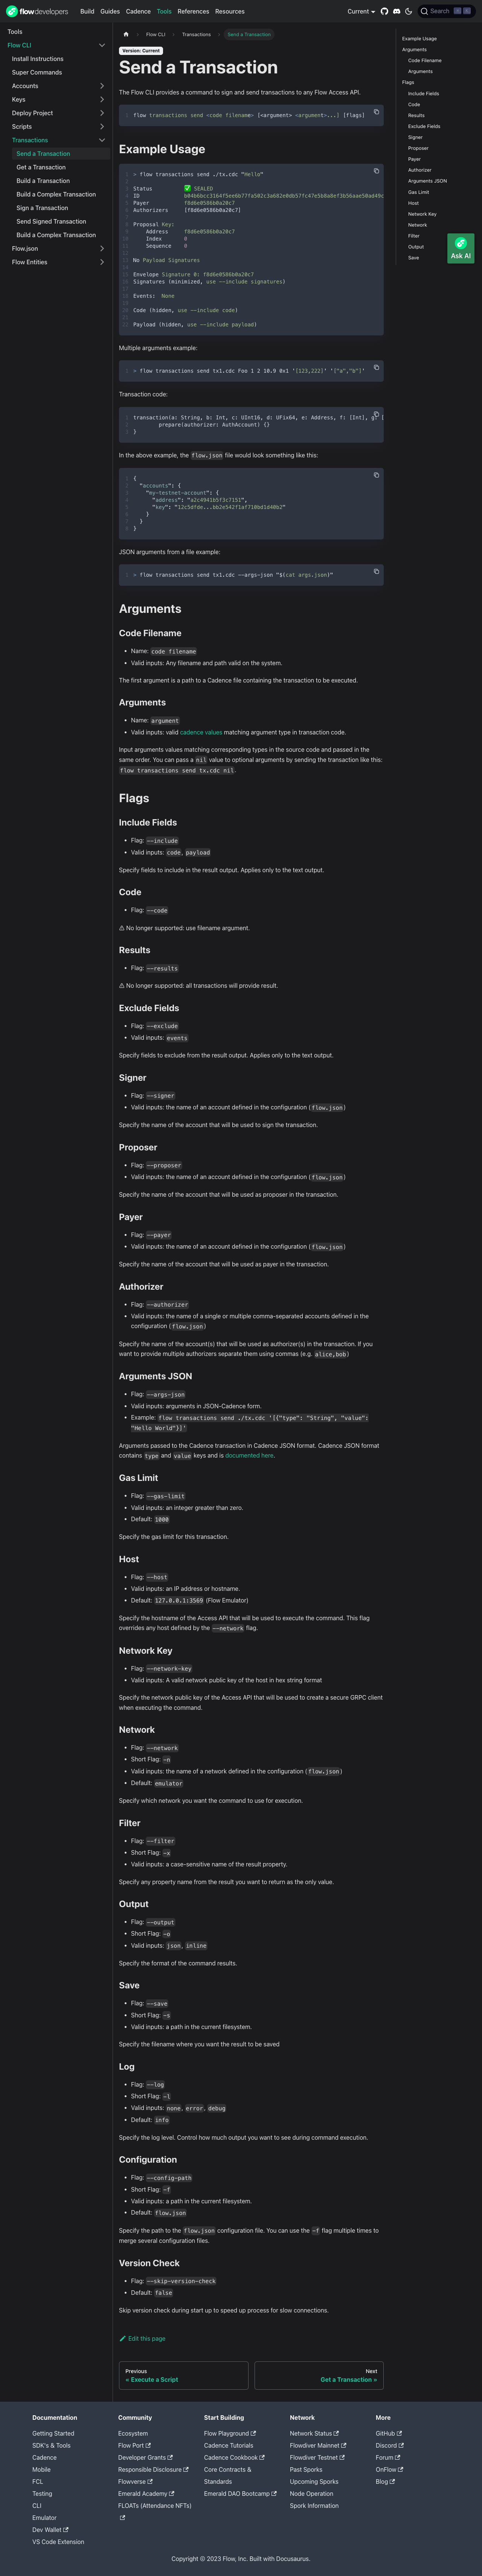 flowdevelopers
Build Guides Cadence Tools References Resources
Current
Search
Tools
Flow CLI
Install Instructions
Super Commands
Accounts
Keys
Deploy Project
Scripts
Transactions
Send a Transaction
Get a Transaction
Build a Transaction
Build a Complex Transaction
Sign a Transaction
Send Signed Transaction
Build a Complex Transaction
Flow.json
Flow Entities
Flow CLI > Transactions > Send a Transaction
Version: Current
Send a Transaction
The Flow CLI provides a command to sign and send transactions to any Flow Access API.
flow transactions send <code filename> [<argument> <argument>...] [flags]
Example Usage
> flow transactions send ./tx.cdc "Hello"
Status ✅ SEALED
Payer f8d6e0586b0a20c7
Authorizers [f8d6e0586b0a20c7]
Proposal Key:
Address f8d6e0586b0a20c7
Index 0
Sequence 0
No Payload Signatures
Envelope Signature 0: f8d6e0586b0a20c7
Signatures (minimized, use --include signatures)
Events: None
Code (hidden, use --include code)
Payload (hidden, use --include payload)
Multiple arguments example:
> flow transactions send tx1.cdc Foo 1 2 10.9 0x1 '[123,222]' '["a","b"]'
Transaction code:
transaction(a: String, b: Int, c: UInt16, d: UFix64, e: Address, f: [Int], g: [
prepare(authorizer: AuthAccount) {}
}
In the above example, the flow.json file would look something like this:
{
"accounts": {
"my-testnet-account": {
"address": "a2c4941b5f3c7151",
"key": "12c5dfde...bb2e542f1af710bd1d40b2"
}
}
}
JSON arguments from a file example:
> flow transactions send tx1.cdc --args-json "$(cat args.json)"
Arguments
Code Filename
• Name: code filename
• Valid inputs: Any filename and path valid on the system.
The first argument is a path to a Cadence file containing the transaction to be executed.
Arguments
• Name: argument
• Valid inputs: valid cadence values matching argument type in transaction code.
Input arguments values matching corresponding types in the source code and passed in the
same order. You can pass a nil value to optional arguments by sending the transaction like this:
flow transactions send tx.cdc nil.
Flags
Include Fields
• Flag: --include
• Valid inputs: code, payload
Specify fields to include in the result output. Applies only to the text output.
Code
• Flag: --code
⚠ No longer supported: use filename argument.
Results
• Flag: --results
⚠ No longer supported: all transactions will provide result.
Exclude Fields
• Flag: --exclude
• Valid inputs: events
Specify fields to exclude from the result output. Applies only to the text output.
Signer
• Flag: --signer
• Valid inputs: the name of an account defined in the configuration (flow.json)
Specify the name of the account that will be used to sign the transaction.
Proposer
• Flag: --proposer
• Valid inputs: the name of an account defined in the configuration (flow.json)
Specify the name of the account that will be used as proposer in the transaction.
Payer
• Flag: --payer
• Valid inputs: the name of an account defined in the configuration (flow.json)
Specify the name of the account that will be used as payer in the transaction.
Authorizer
• Flag: --authorizer
• Valid inputs: the name of a single or multiple comma-separated accounts defined in the
configuration (flow.json)
Specify the name of the account(s) that will be used as authorizer(s) in the transaction. If you
want to provide multiple authorizers separate them using commas (e.g. alice,bob)
Arguments JSON
• Flag: --args-json
• Valid inputs: arguments in JSON-Cadence form.
• Example: flow transactions send ./tx.cdc '[{"type": "String", "value":
"Hello World"}]'
Arguments passed to the Cadence transaction in Cadence JSON format. Cadence JSON format
contains type and value keys and is documented here.
Gas Limit
• Flag: --gas-limit
• Valid inputs: an integer greater than zero.
• Default: 1000
Specify the gas limit for this transaction.
Host
• Flag: --host
• Valid inputs: an IP address or hostname.
• Default: 127.0.0.1:3569 (Flow Emulator)
Specify the hostname of the Access API that will be used to execute the command. This flag
overrides any host defined by the --network flag.
Network Key
• Flag: --network-key
• Valid inputs: A valid network public key of the host in hex string format
Specify the network public key of the Access API that will be used to create a secure GRPC client
when executing the command.
Network
• Flag: --network
• Short Flag: -n
• Valid inputs: the name of a network defined in the configuration (flow.json)
• Default: emulator
Specify which network you want the command to use for execution.
Filter
• Flag: --filter
• Short Flag: -x
• Valid inputs: a case-sensitive name of the result property.
Specify any property name from the result you want to return as the only value.
Output
• Flag: --output
• Short Flag: -o
• Valid inputs: json, inline
Specify the format of the command results.
Save
• Flag: --save
• Short Flag: -s
• Valid inputs: a path in the current filesystem.
Specify the filename where you want the result to be saved
Log
• Flag: --log
• Short Flag: -l
• Valid inputs: none, error, debug
• Default: info
Specify the log level. Control how much output you want to see during command execution.
Configuration
• Flag: --config-path
• Short Flag: -f
• Valid inputs: a path in the current filesystem.
• Default: flow.json
Specify the path to the flow.json configuration file. You can use the -f flag multiple times to
merge several configuration files.
Version Check
• Flag: --skip-version-check
• Default: false
Skip version check during start up to speed up process for slow connections.
Edit this page
Previous
« Execute a Script
Next
Get a Transaction »
Example Usage
Arguments
Code Filename
Arguments
Flags
Include Fields
Code
Results
Exclude Fields
Signer
Proposer
Payer
Authorizer
Arguments JSON
Gas Limit
Host
Network Key
Network
Filter
Output
Save
Ask AI
Documentation
Getting Started
SDK's & Tools
Cadence
Mobile
FCL
Testing
CLI
Emulator
Dev Wallet
VS Code Extension
Community
Ecosystem
Flow Port
Developer Grants
Responsible Disclosure
Flowverse
Emerald Academy
FLOATs (Attendance NFTs)
Start Building
Flow Playground
Cadence Tutorials
Cadence Cookbook
Core Contracts &
Standards
Emerald DAO Bootcamp
Network
Network Status
Flowdiver Mainnet
Flowdiver Testnet
Past Sporks
Upcoming Sporks
Node Operation
Spork Information
More
GitHub
Discord
Forum
OnFlow
Blog
Copyright © 2023 Flow, Inc. Built with Docusaurus.